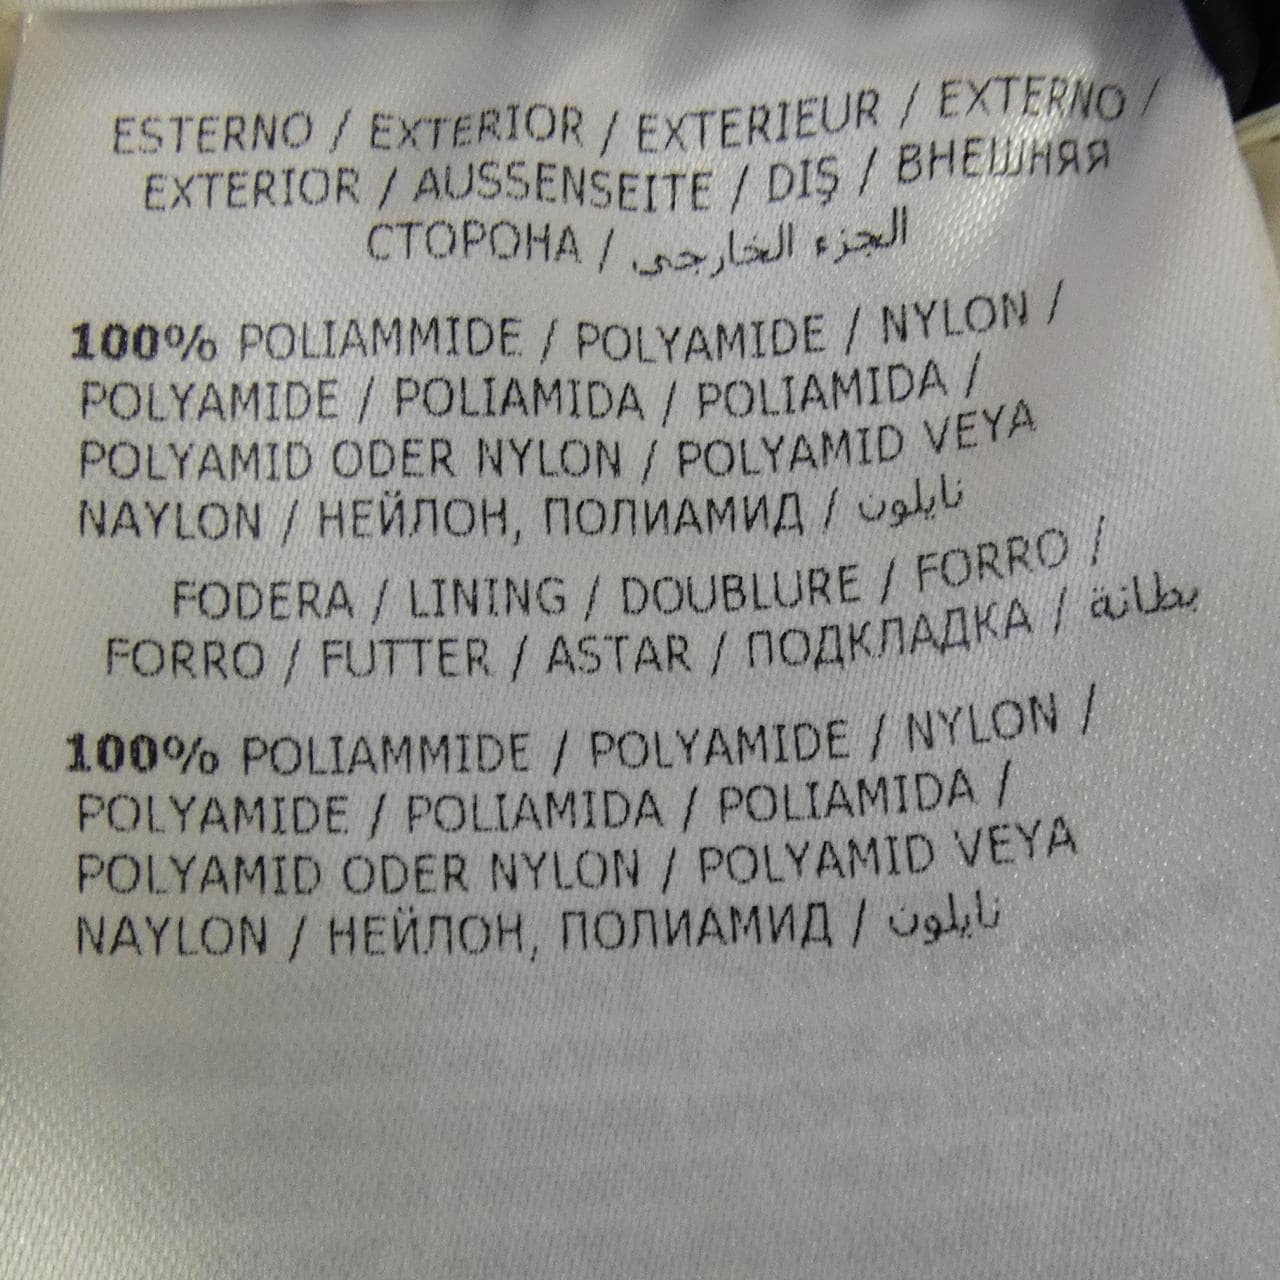 ESTERNO / EXTERIOR / EXTERIEUR / EXTERNO /
EXTERIOR / AUSSENSEITE / DIŞ / ВНЕШНЯЯ
СТОРОНА / الجزء الخارجي
100% POLIAMMIDE / POLYAMIDE / NYLON /
POLYAMIDE / POLIAMIDA / POLIAMIDA /
POLYAMID ODER NYLON / POLYAMID VEYA
NAYLON / НЕЙЛОН, ПОЛИАМИД / نايلون
FODERA / LINING / DOUBLURE / FORRO /
FORRO / FUTTER / ASTAR / ПОДКЛАДКА / بطانة
100% POLIAMMIDE / POLYAMIDE / NYLON /
POLYAMIDE / POLIAMIDA / POLIAMIDA /
POLYAMID ODER NYLON / POLYAMID VEYA
NAYLON / НЕЙЛОН, ПОЛИАМИД / نايلون